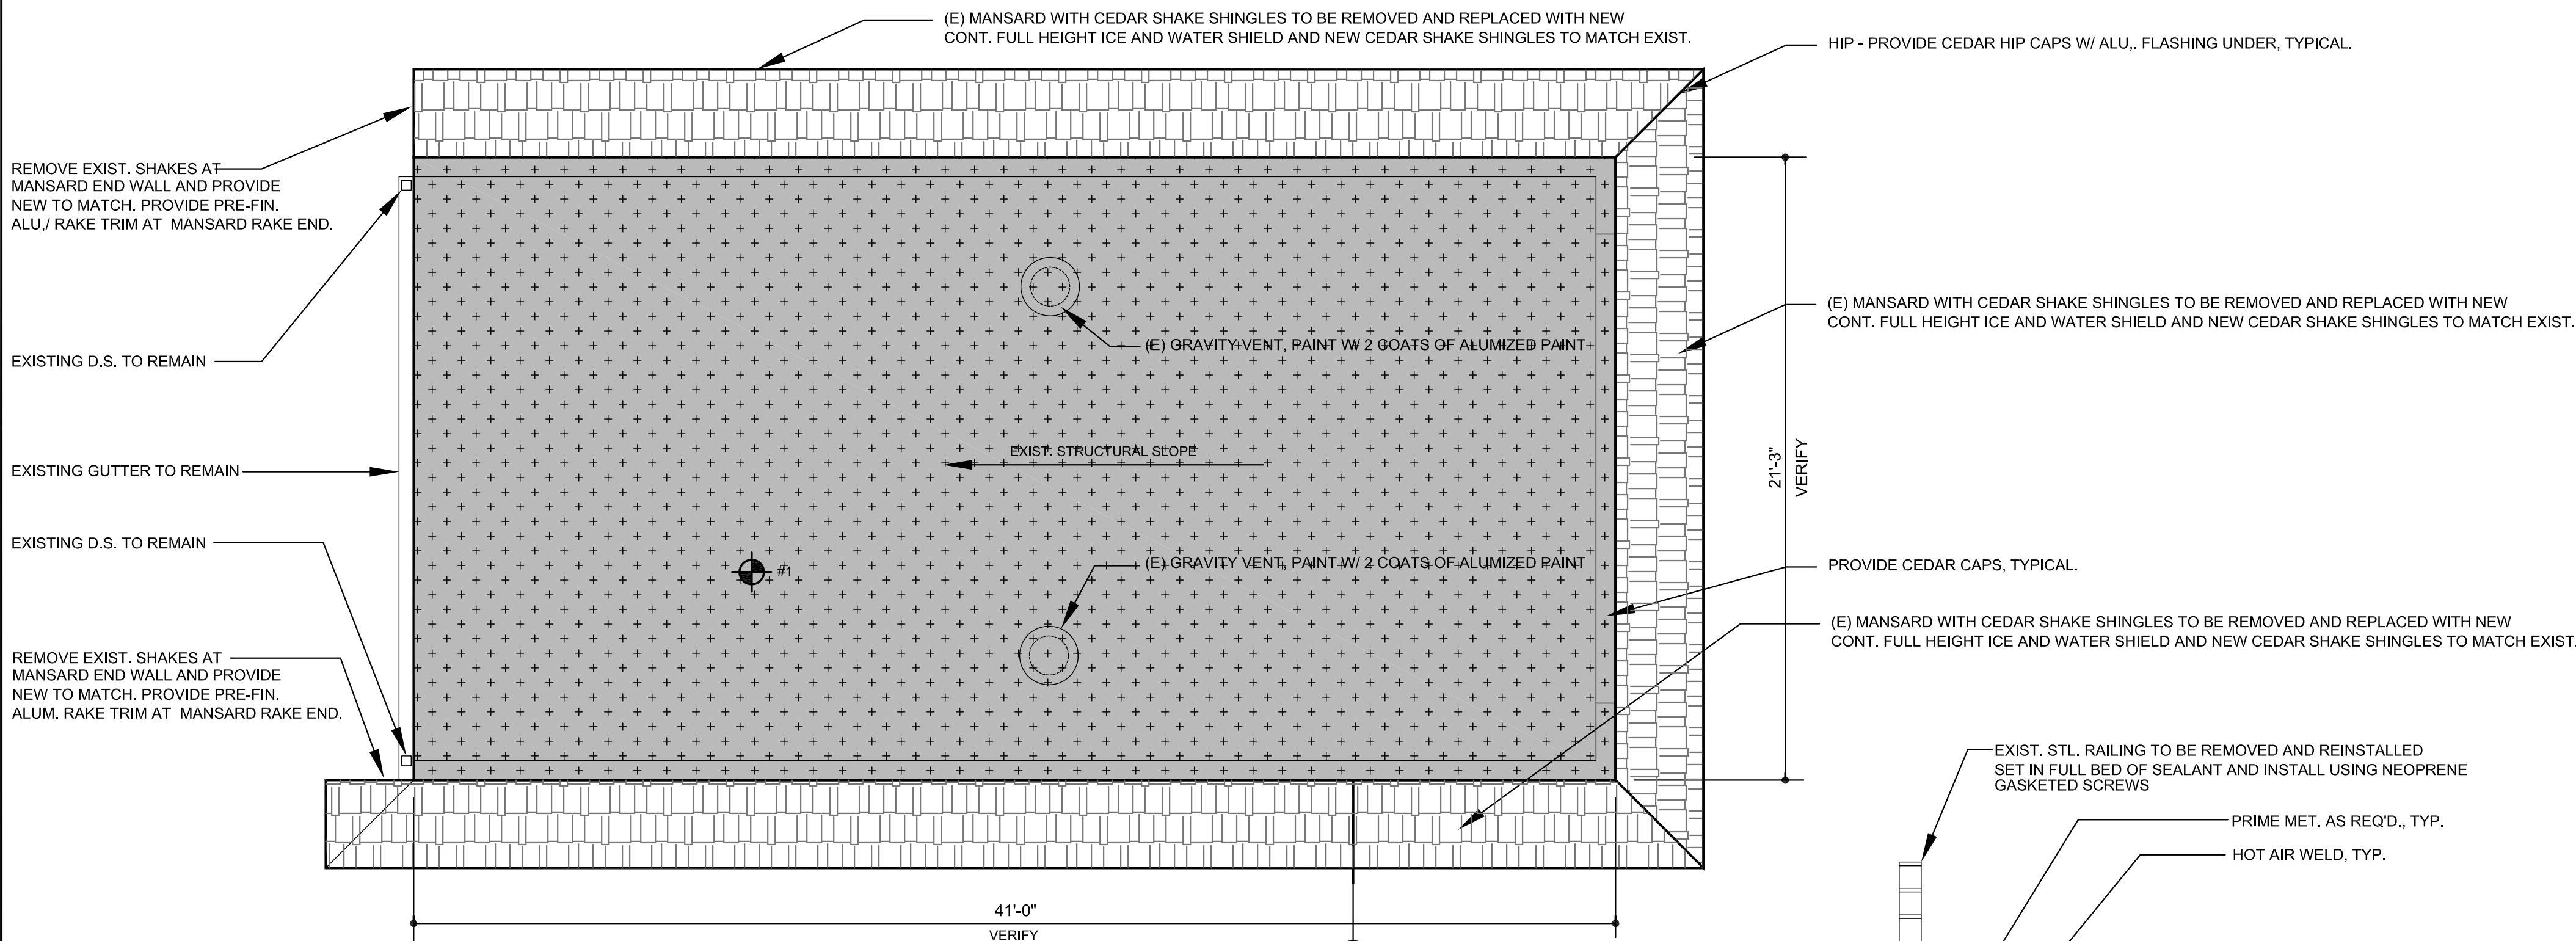 (E) MANSARD WITH CEDAR SHAKE SHINGLES TO BE REMOVED AND REPLACED WITH NEW
CONT. FULL HEIGHT ICE AND WATER SHIELD AND NEW CEDAR SHAKE SHINGLES TO MATCH EXIST.
HIP - PROVIDE CEDAR HIP CAPS W/ ALU,. FLASHING UNDER, TYPICAL.
REMOVE EXIST. SHAKES AT
MANSARD END WALL AND PROVIDE
NEW TO MATCH. PROVIDE PRE-FIN.
ALU,/ RAKE TRIM AT MANSARD RAKE END.
(E) MANSARD WITH CEDAR SHAKE SHINGLES TO BE REMOVED AND REPLACED WITH NEW
CONT. FULL HEIGHT ICE AND WATER SHIELD AND NEW CEDAR SHAKE SHINGLES TO MATCH EXIST.
(E) GRAVITY VENT, PAINT W/ 2 COATS OF ALUMIZED PAINT
EXISTING D.S. TO REMAIN
EXIST. STRUCTURAL SLOPE
21'-3"
VERIFY
EXISTING GUTTER TO REMAIN
EXISTING D.S. TO REMAIN
#1
(E) GRAVITY VENT, PAINT W/ 2 COATS OF ALUMIZED PAINT
PROVIDE CEDAR CAPS, TYPICAL.
(E) MANSARD WITH CEDAR SHAKE SHINGLES TO BE REMOVED AND REPLACED WITH NEW
CONT. FULL HEIGHT ICE AND WATER SHIELD AND NEW CEDAR SHAKE SHINGLES TO MATCH EXIST.
REMOVE EXIST. SHAKES AT
MANSARD END WALL AND PROVIDE
NEW TO MATCH. PROVIDE PRE-FIN.
ALUM. RAKE TRIM AT MANSARD RAKE END.
EXIST. STL. RAILING TO BE REMOVED AND REINSTALLED
SET IN FULL BED OF SEALANT AND INSTALL USING NEOPRENE
GASKETED SCREWS
PRIME MET. AS REQ'D., TYP.
HOT AIR WELD, TYP.
41'-0"
VERIFY